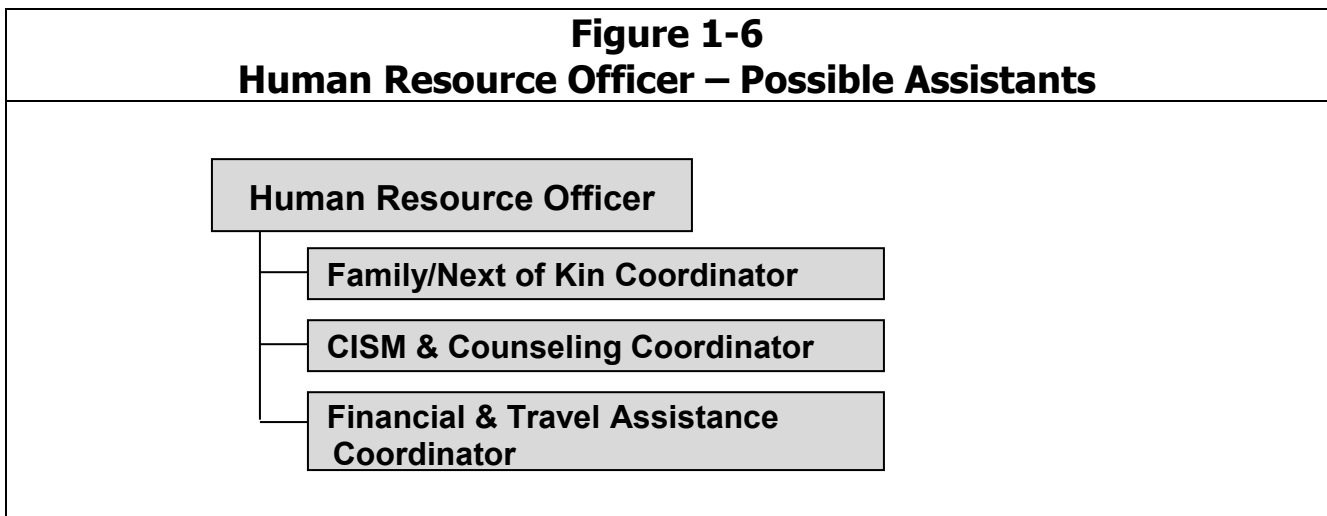 Figure 1-6
Human Resource Officer – Possible Assistants
Human Resource Officer
Family/Next of Kin Coordinator
CISM & Counseling Coordinator
Financial & Travel Assistance
Coordinator